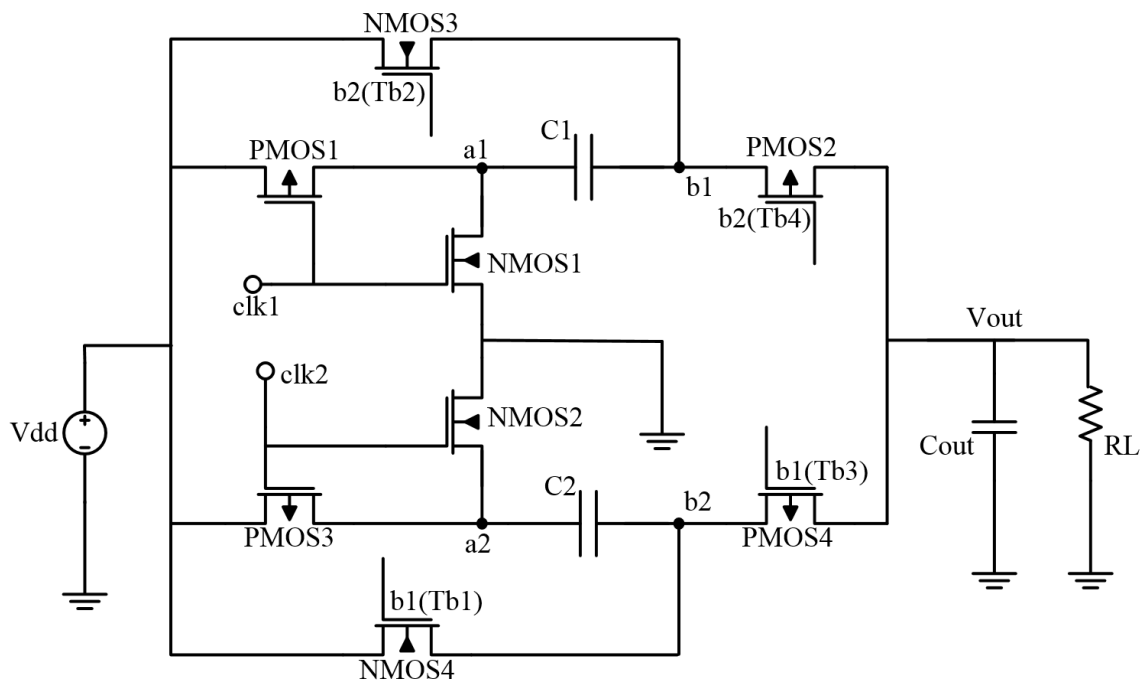 NMOS3
b2(Tb2)
C1
PMOS1
a1
PMOS2
b1
b2(Tb4)
NMOS1
clk1
Vout
clk2
Vdd
NMOS2
Cout
RL
b1(Tb3)
C2
b2
PMOS3
a2
PMOS4
b1(Tb1)
NMOS4